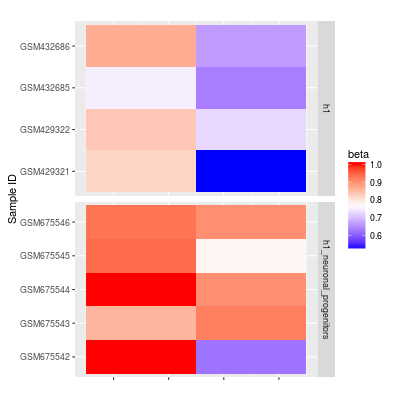 GSM432686
GSM432685
GSM429322
GSM429321
h1
GSM675546
GSM675545
GSM675544
GSM675543
GSM675542
h1_neuronal_progenitors
Sample ID
beta
1.0
0.9
0.8
0.7
0.6